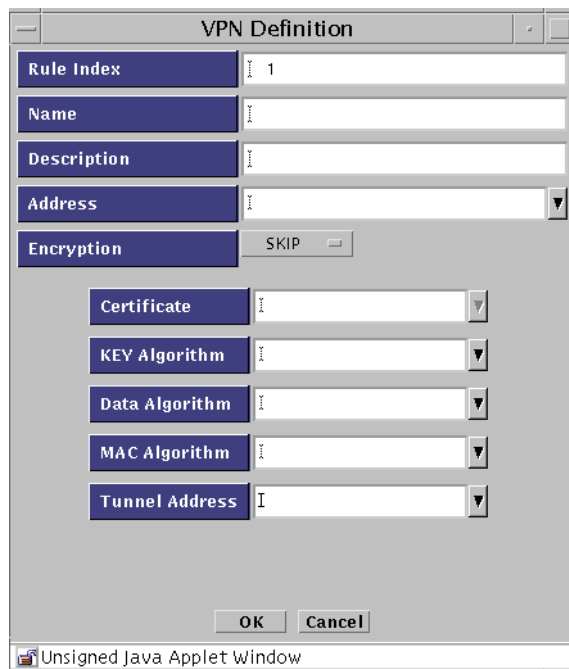 VPN Definition
Rule Index 1
Name
Description
Address
Encryption SKIP
Certificate
KEY Algorithm
Data Algorithm
MAC Algorithm
Tunnel Address
OK Cancel
Unsigned Java Applet Window